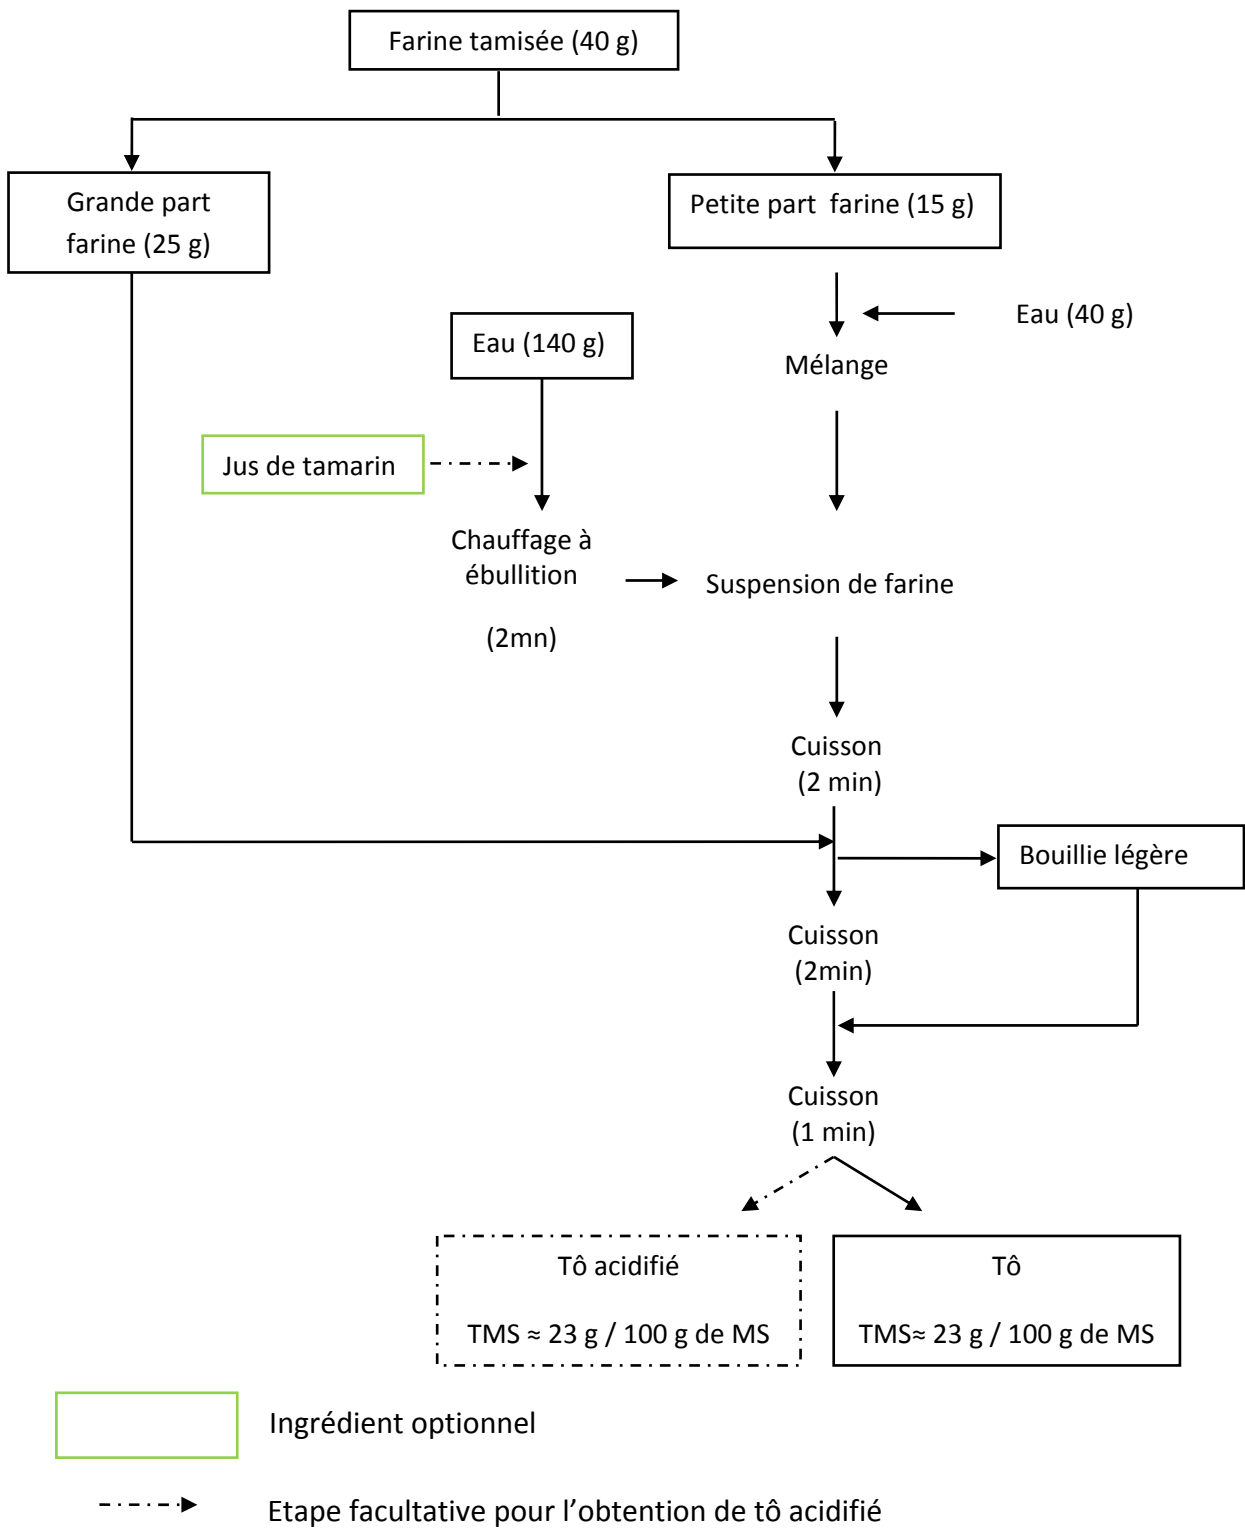 Farine tamisée (40 g)
Grande part
farine (25 g)
Petite part  farine (15 g)
Eau (40 g)
Eau (140 g)
Mélange
Jus de tamarin
Chauffage à
ébullition
(2mn)
Suspension de farine
Cuisson
(2 min)
Bouillie légère
Cuisson
(2min)
Cuisson
(1 min)
Tô acidifié
TMS ≈ 23 g / 100 g de MS
Tô
TMS≈ 23 g / 100 g de MS
Ingrédient optionnel
Etape facultative pour l’obtention de tô acidifié